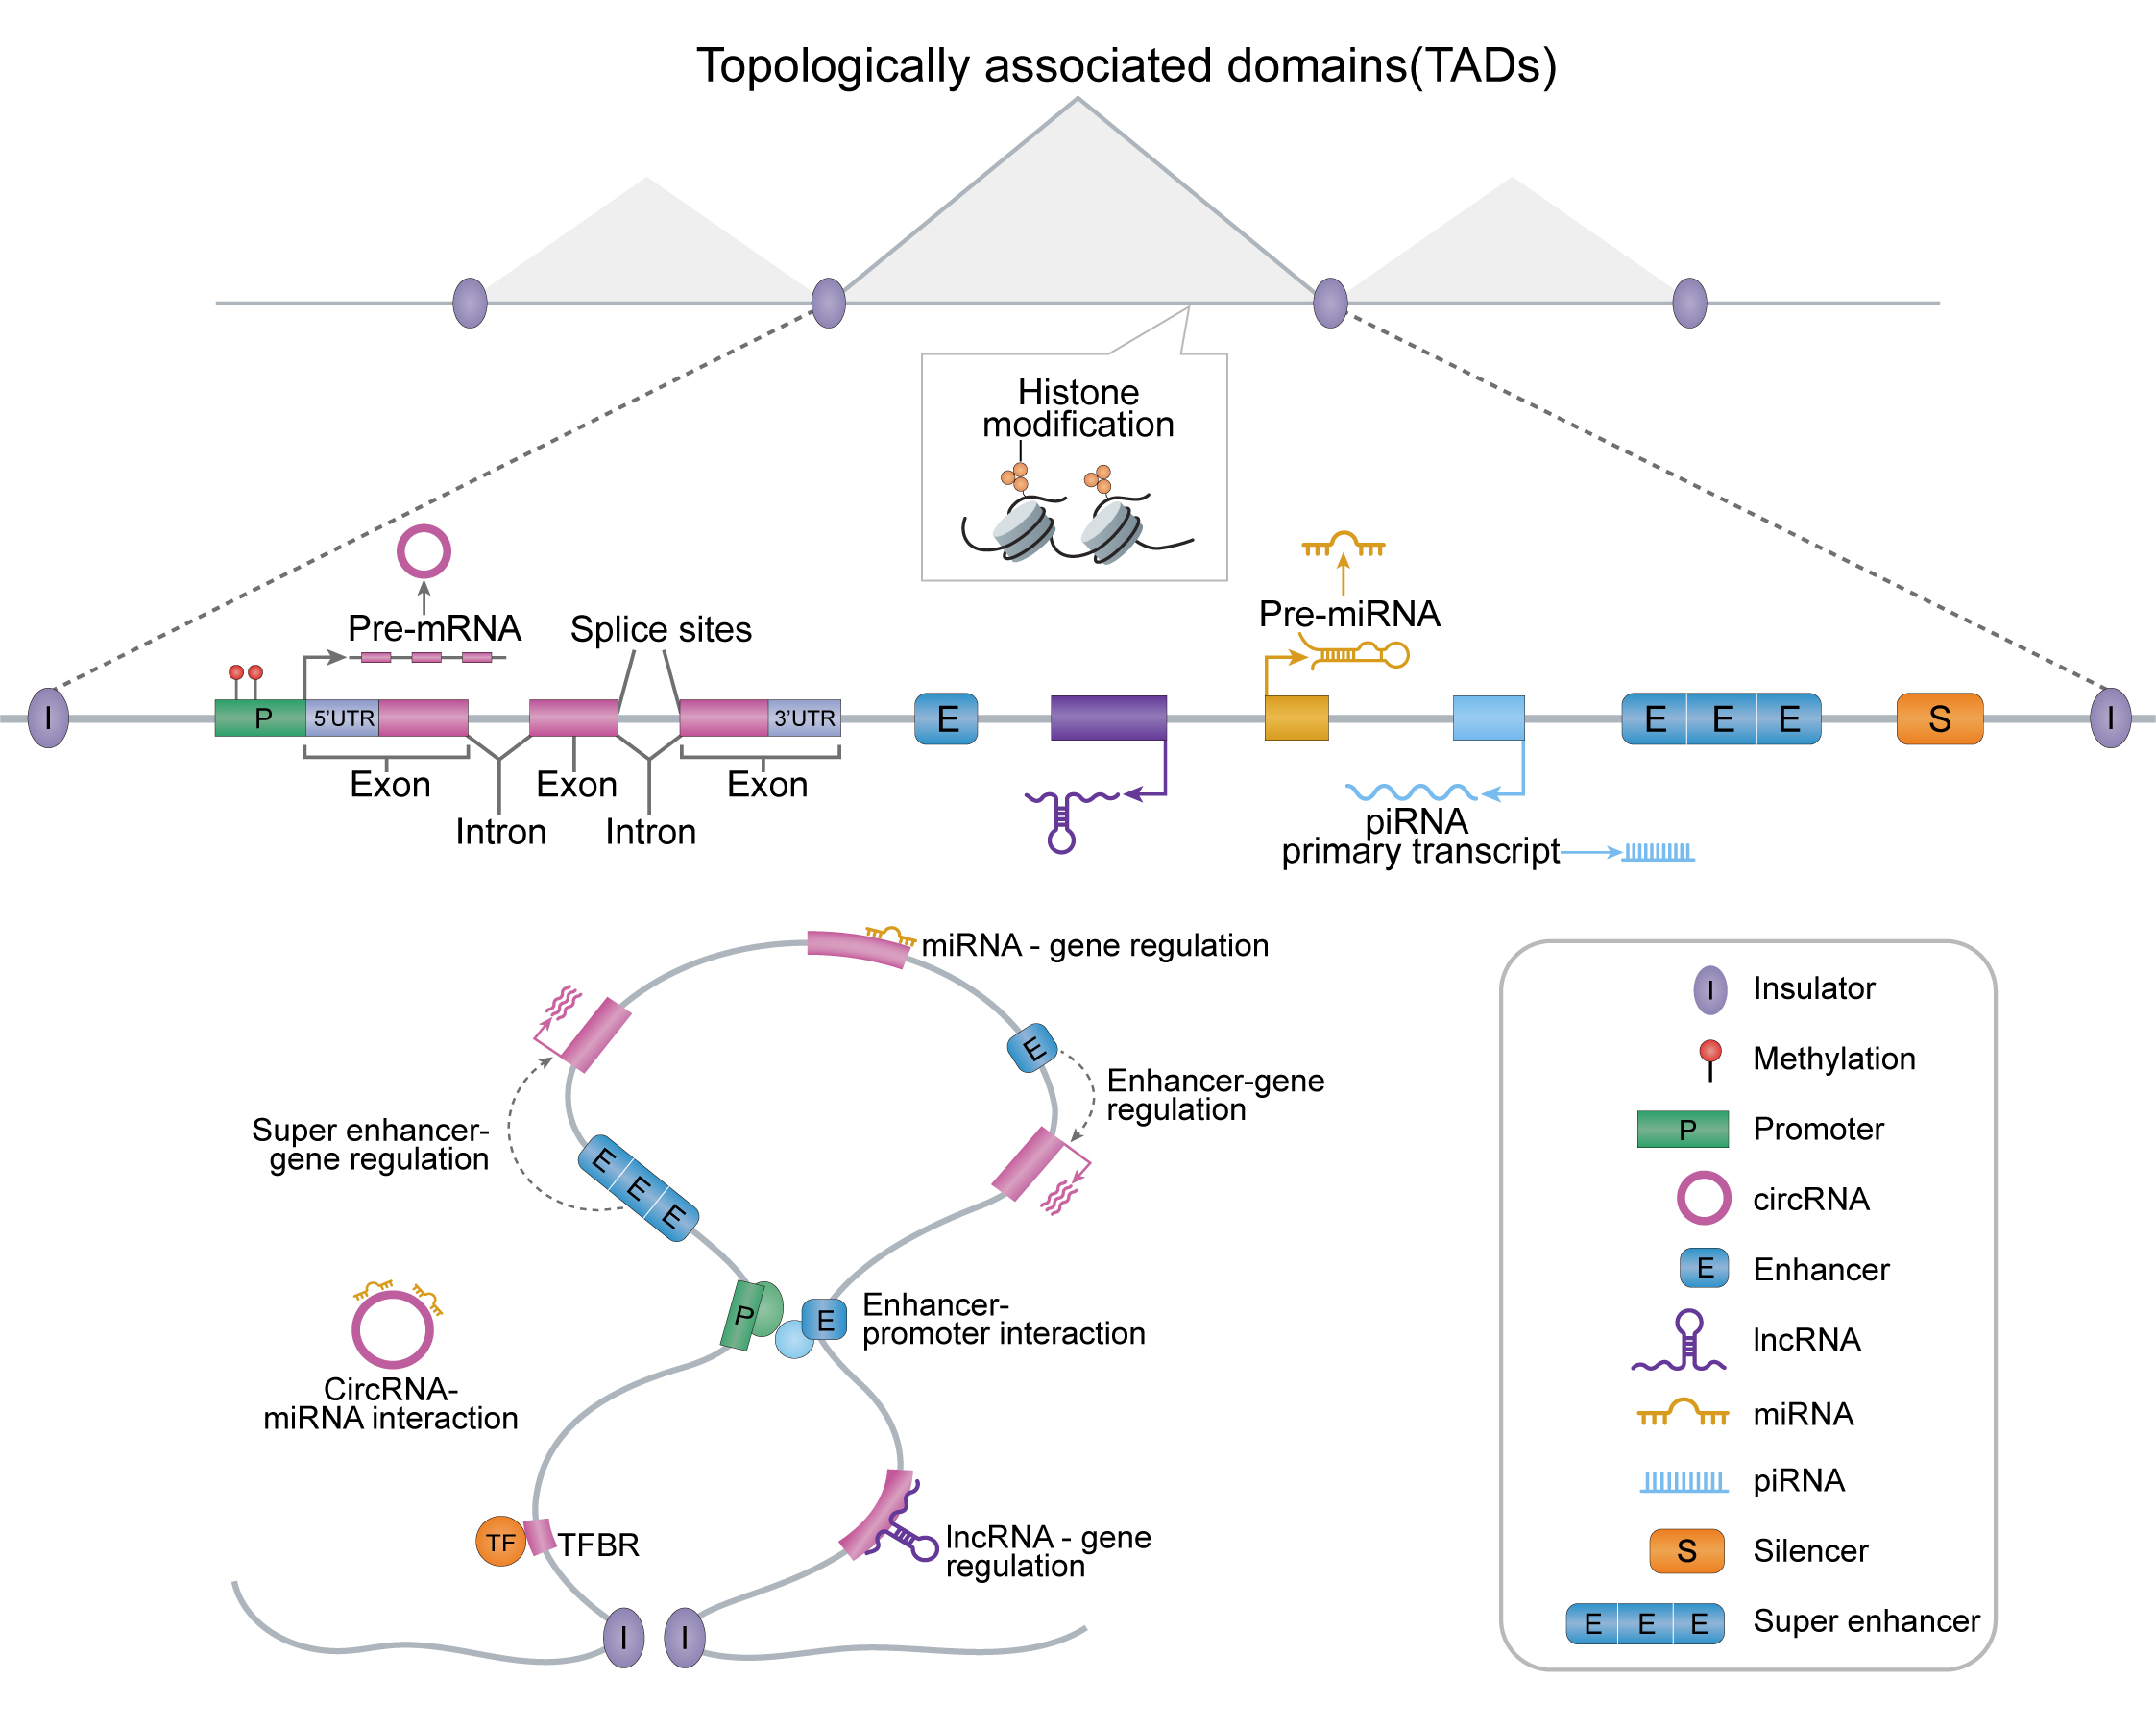 Topologically associated domains(TADs)
Histone
modification
Pre-mRNA
Splice sites
Pre-miRNA
I
P
5'UTR
3'UTR
E
E E E
S
I
Exon
Exon
Exon
Intron
Intron
piRNA
primary transcript
miRNA - gene regulation
E
Enhancer-gene
regulation
Super enhancer-
gene regulation
E
E
E
P
E
Enhancer-
promoter interaction
CircRNA-
miRNA interaction
TF
TFBR
lncRNA - gene
regulation
I
I
I Insulator
Methylation
P Promoter
circRNA
E Enhancer
lncRNA
miRNA
piRNA
S Silencer
E E E Super enhancer